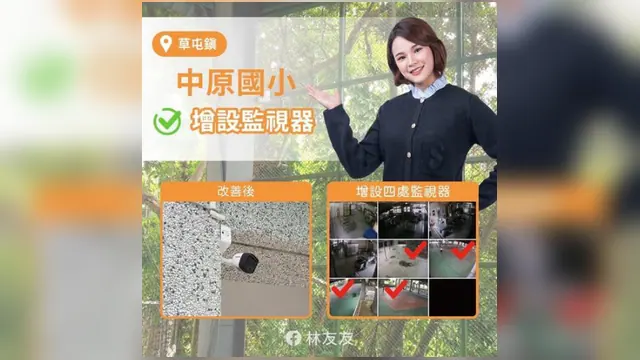 草屯鎮
中原國小
增設監視器
改善後
增設四處監視器
林友友